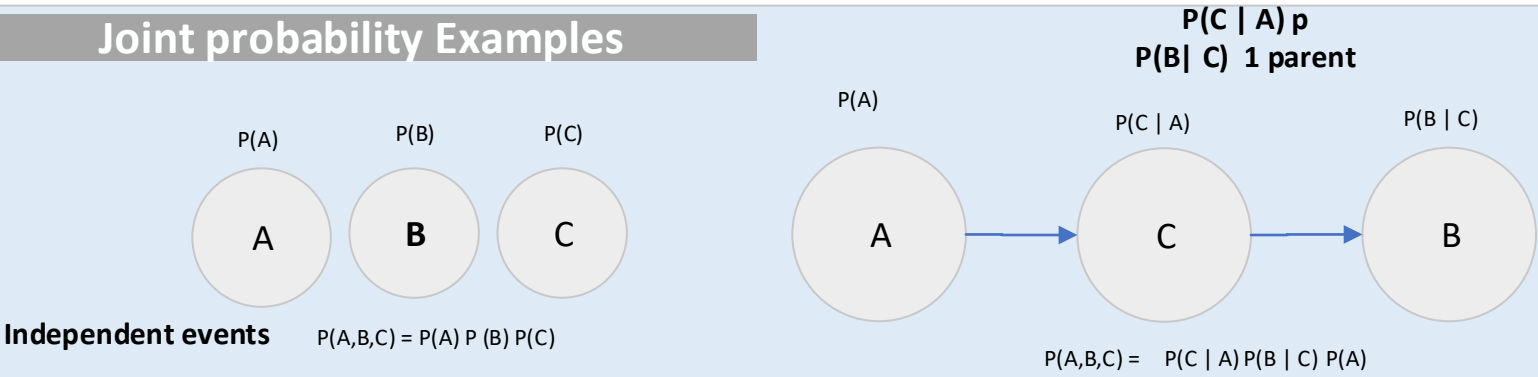 Joint probability Examples
P(A)
P(B)
P(C)
A
B
C
Independent events
P(A,B,C) = P(A) P (B) P(C)
P(C | A) p
P(B| C) 1 parent
P(A)
P(C | A)
P(B | C)
A
C
B
P(A,B,C) = P(C | A) P(B | C) P(A)